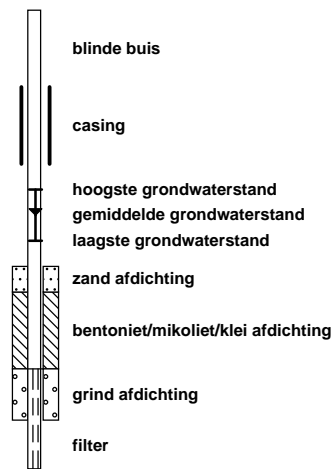 blinde buis
casing
hoogste grondwaterstand
gemiddelde grondwaterstand
laagste grondwaterstand
zand afdichting
bentoniet/mikoliet/klei afdichting
grind afdichting
filter